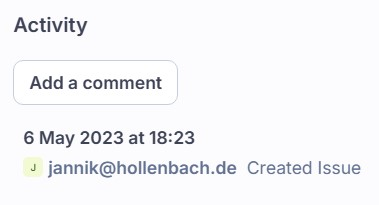 Activity
Add a comment
6 May 2023 at 18:23
J jannik@hollenbach.de Created Issue